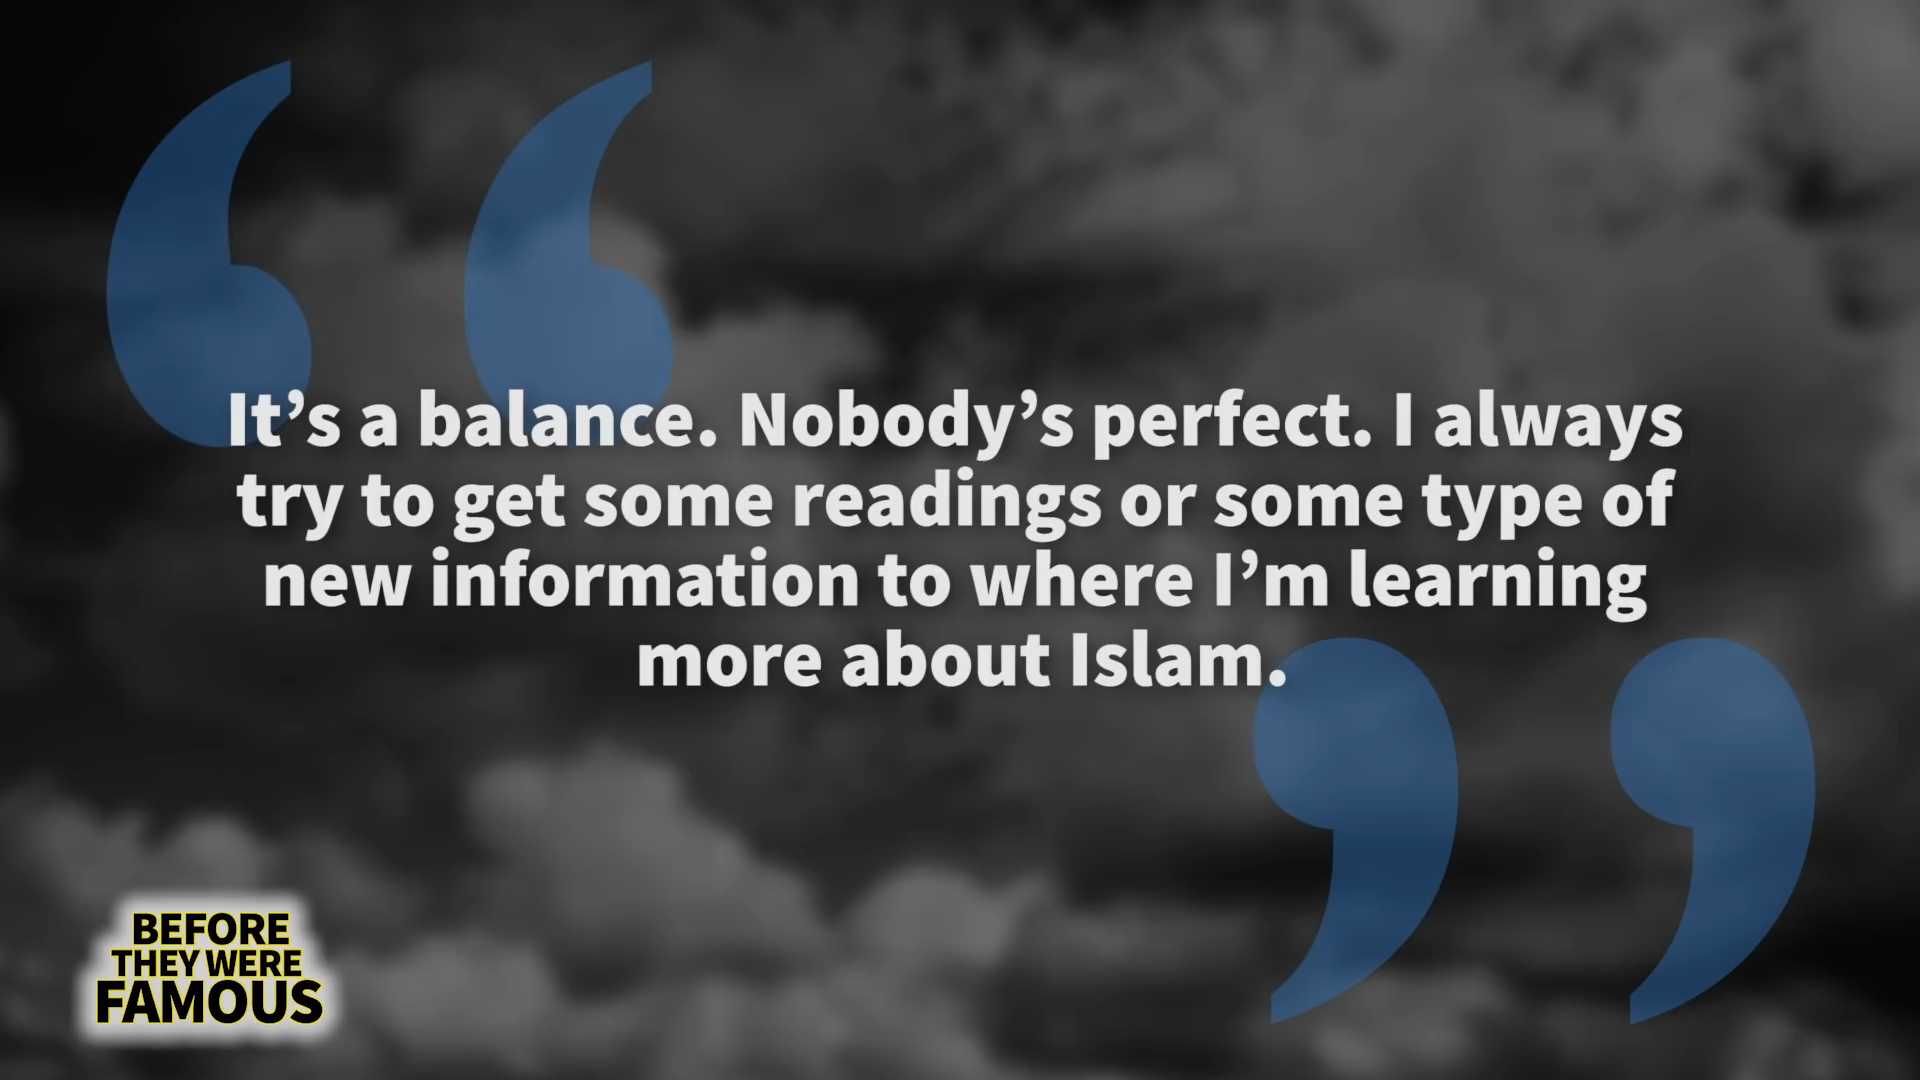 It’s a balance. Nobody’s perfect. I always
try to get some readings or some type of
new information to where I’m learning
more about Islam.
BEFORE
THEY WERE
FAMOUS